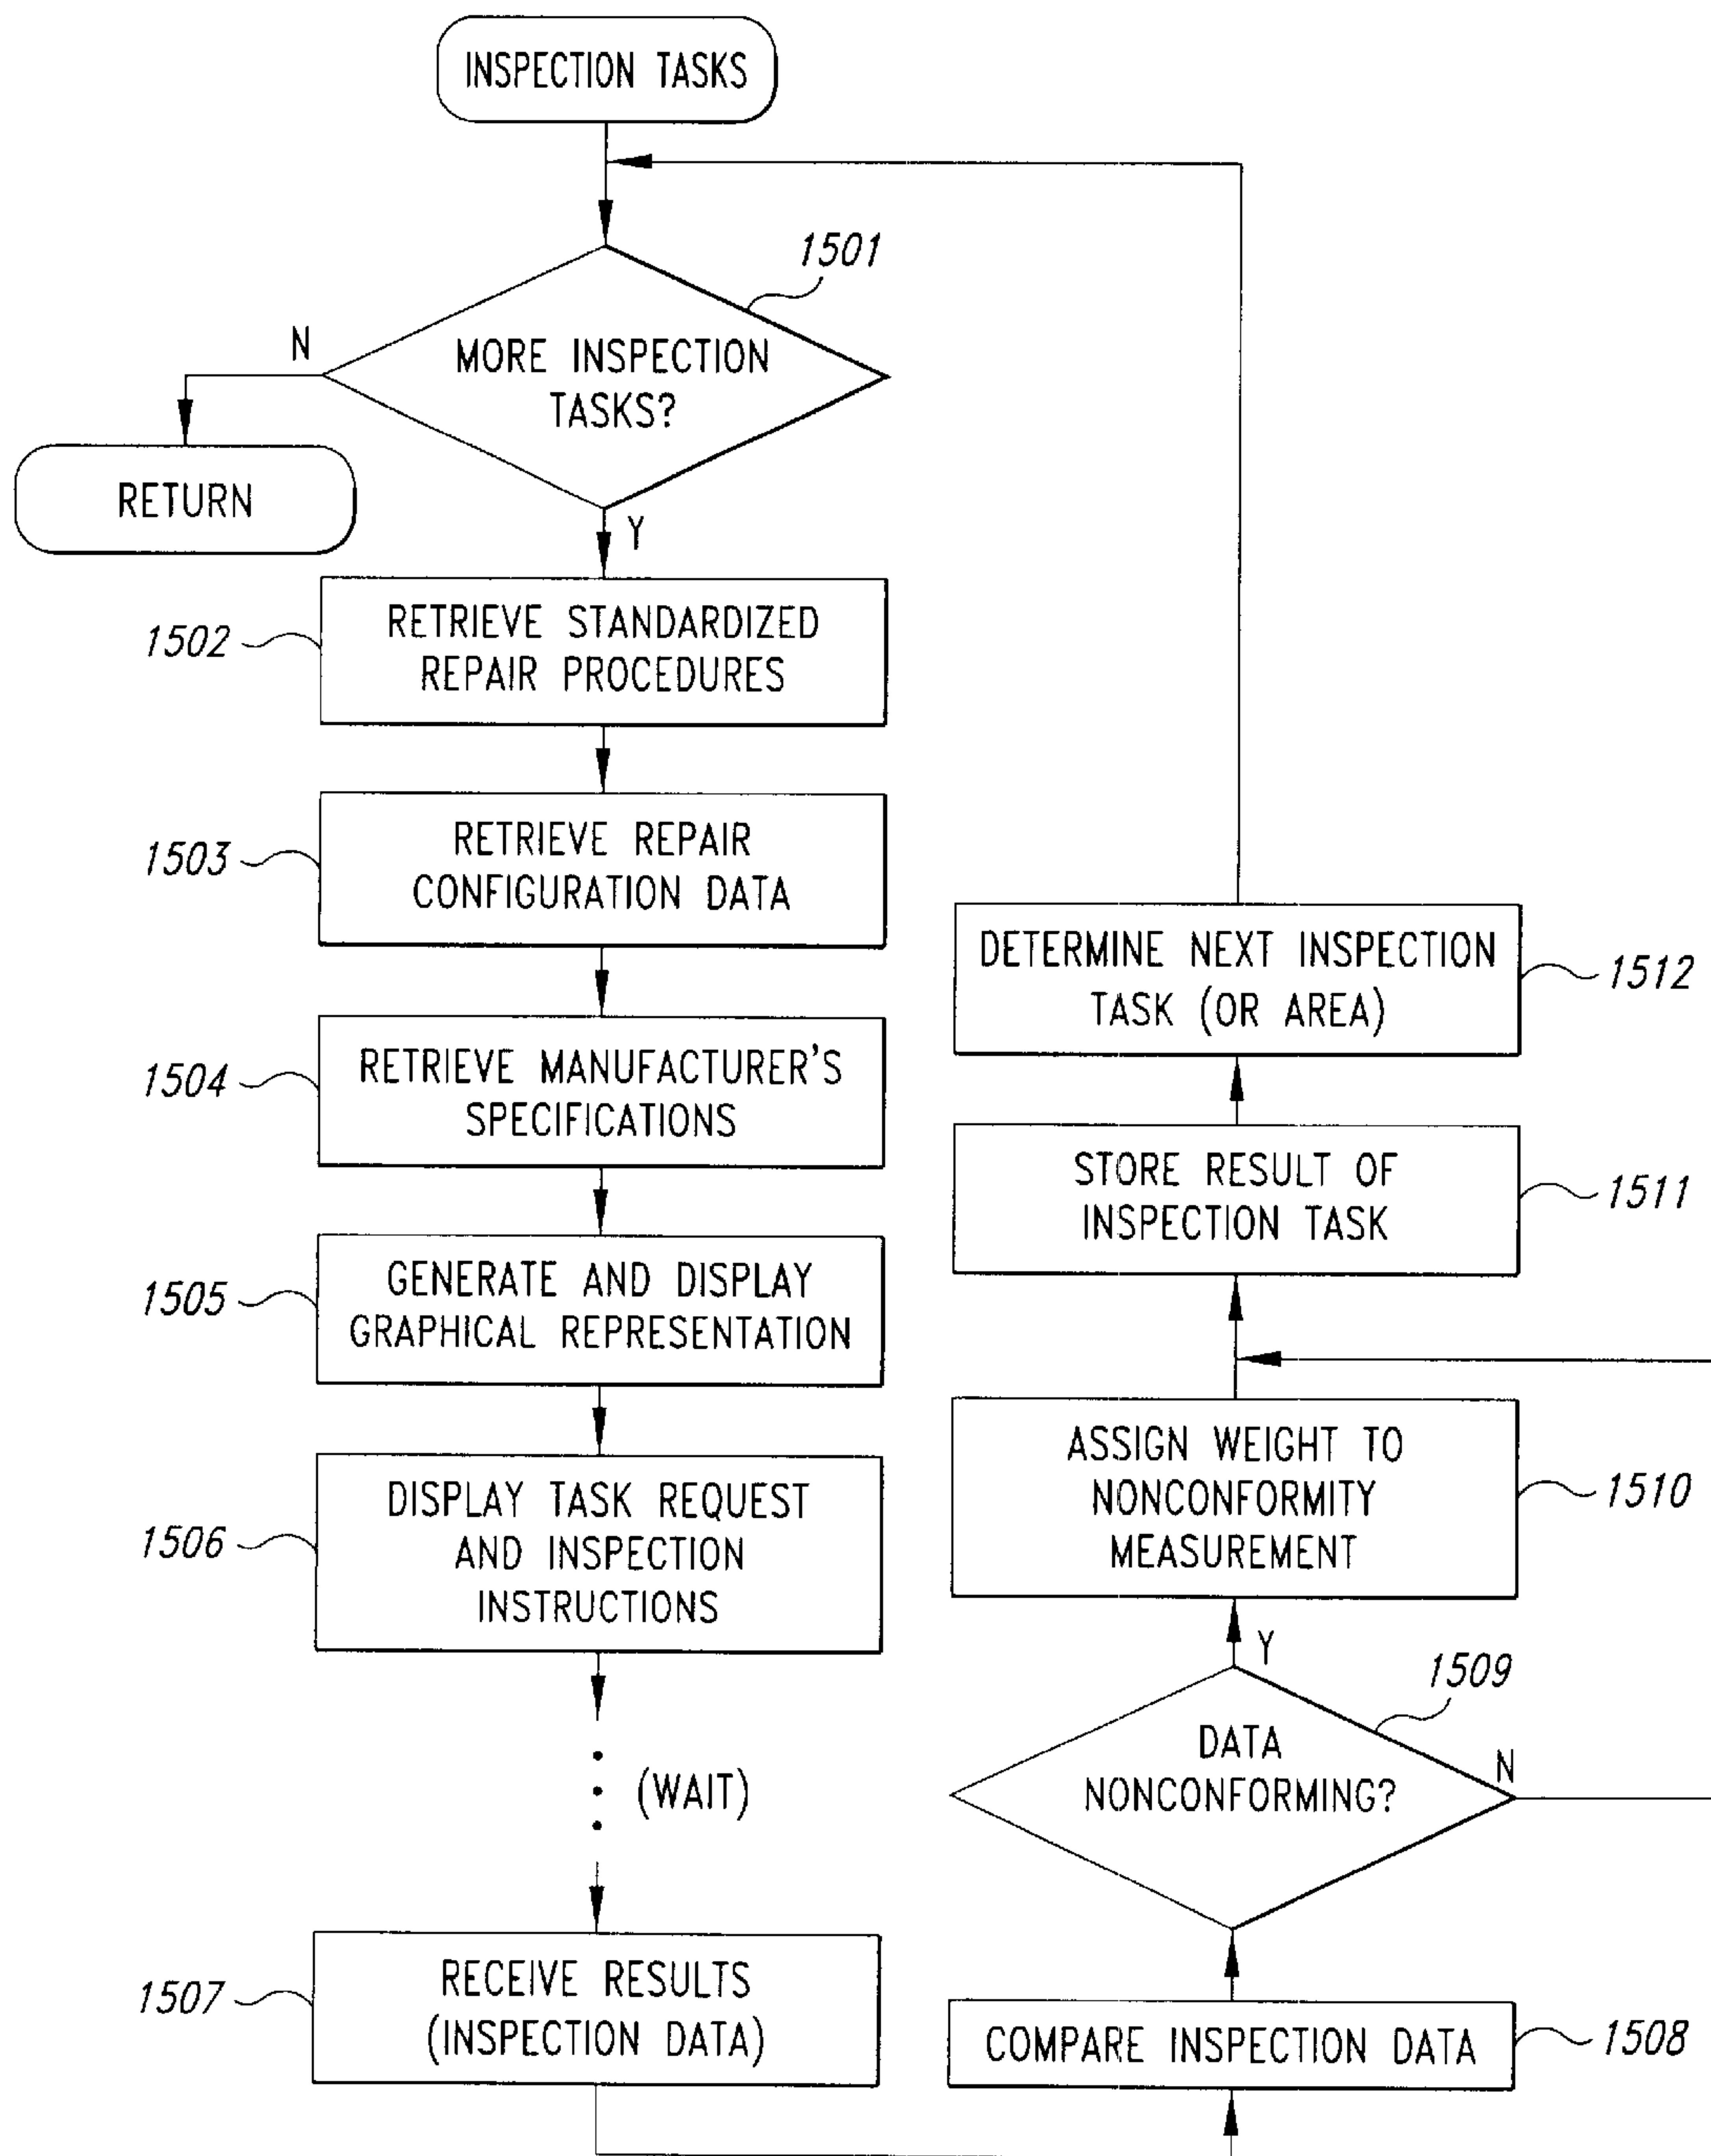 INSPECTION TASKS
1501
N
MORE INSPECTION
TASKS?
RETURN
Y
1502
RETRIEVE STANDARDIZED
REPAIR PROCEDURES
1503
RETRIEVE REPAIR
CONFIGURATION DATA
1504
RETRIEVE MANUFACTURER'S
SPECIFICATIONS
1505
GENERATE AND DISPLAY
GRAPHICAL REPRESENTATION
1506
DISPLAY TASK REQUEST
AND INSPECTION
INSTRUCTIONS
(WAIT)
1507
RECEIVE RESULTS
(INSPECTION DATA)
COMPARE INSPECTION DATA
1508
1509
DATA
NONCONFORMING?
N
Y
ASSIGN WEIGHT TO
NONCONFORMITY
MEASUREMENT
1510
STORE RESULT OF
INSPECTION TASK
1511
DETERMINE NEXT INSPECTION
TASK (OR AREA)
1512